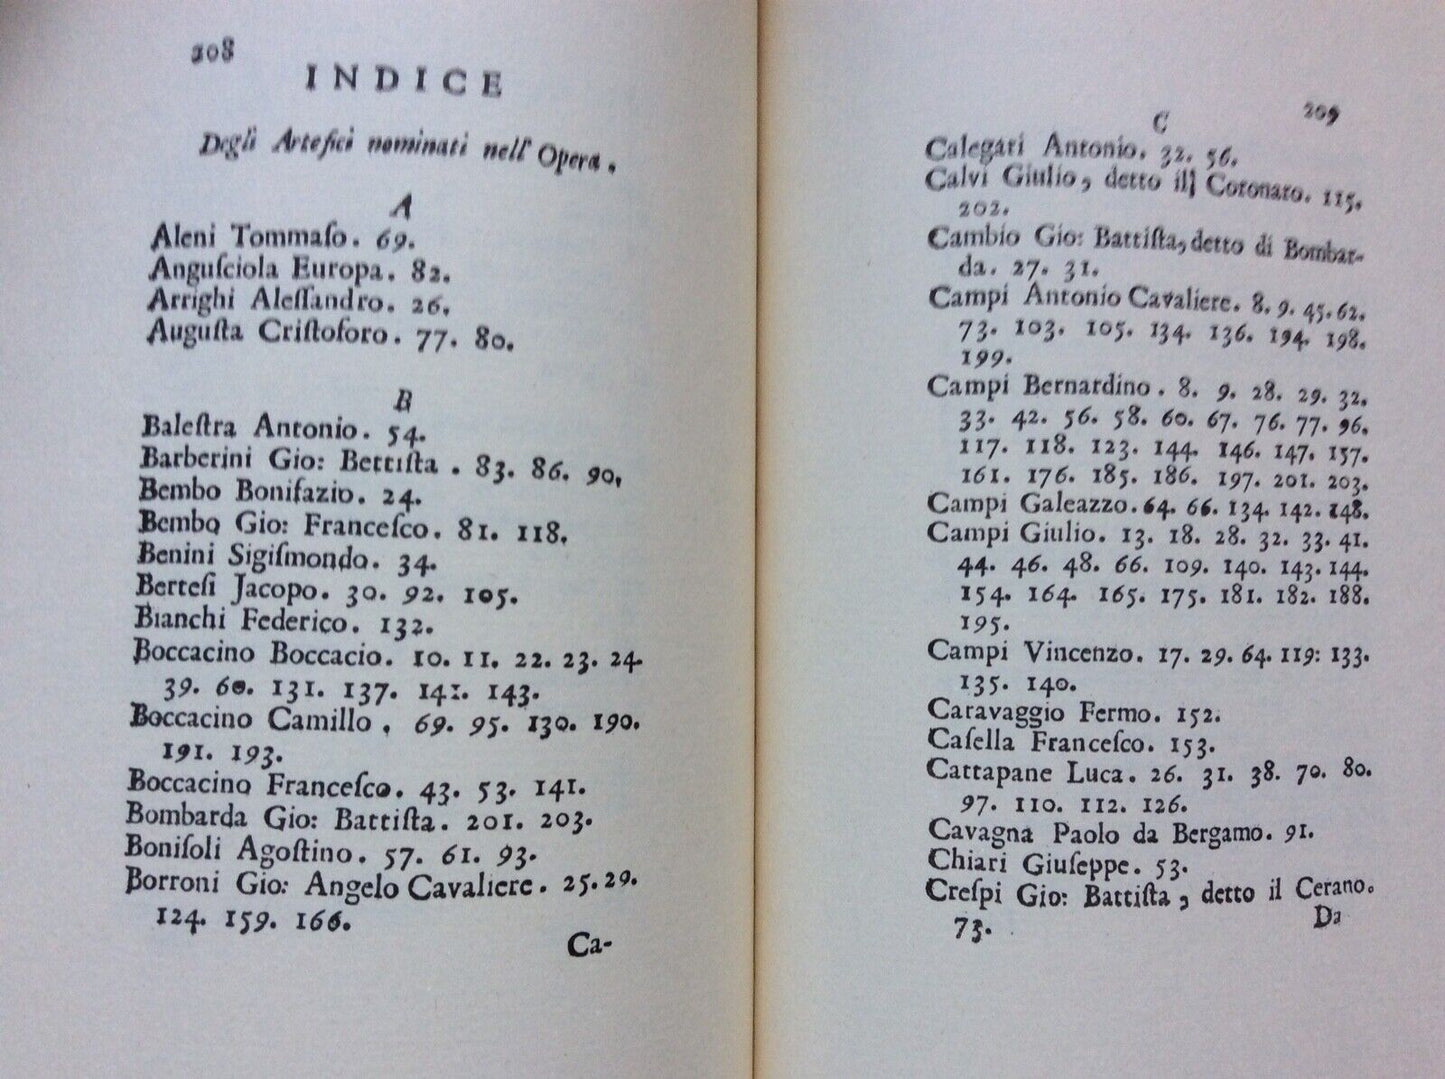 208
INDICE
Degli Artefici nominati nell' Opera.
A
Aleni Tommaſo. 69.
Anguſciola Europa. 82.
Arrighi Aleſſandro. 26.
Auguſta Criſtoforo. 77. 80.
B
Baleſtra Antonio. 54.
Barberini Gio: Bettiſta. 83. 86. 90.
Bembo Bonifazio. 24.
Bembo Gio: Franceſco. 81. 118.
Benini Sigiſmondo. 34.
Berteſi Jacopo. 30. 92. 105.
Bianchi Federico. 132.
Boccacino Boccacio. 10. 11. 22. 23. 24.
39. 60. 131. 137. 141. 143.
Boccacino Camillo. 69. 95. 130. 190.
191. 193.
Boccacino Franceſco. 43. 53. 141.
Bombarda Gio: Battiſta. 201. 203.
Boniſoli Agoſtino. 57. 61. 93.
Borroni Gio: Angelo Cavaliere. 25. 29.
124. 159. 166.
Ca-
209
C
Calegari Antonio. 32. 56.
Calvi Giulio, detto il Coronaro. 115.
202.
Cambio Gio: Battiſta, detto di Bombar-
da. 27. 31.
Campi Antonio Cavaliere. 8. 9. 45. 62.
73. 103. 105. 134. 136. 194. 198.
199.
Campi Bernardino. 8. 9. 28. 29. 32.
33. 42. 56. 58. 60. 67. 76. 77. 96.
117. 118. 123. 144. 146. 147. 157.
161. 176. 185. 186. 197. 201. 203.
Campi Galeazzo. 64. 66. 134. 142. 148.
Campi Giulio. 13. 18. 28. 32. 33. 41.
44. 46. 48. 66. 109. 140. 143. 144.
154. 164. 165. 175. 181. 182. 188.
195.
Campi Vincenzo. 17. 29. 64. 119: 133.
135. 140.
Caravaggio Fermo. 152.
Caſella Franceſco. 153.
Cattapane Luca. 26. 31. 38. 70. 80.
97. 110. 112. 126.
Cavagna Paolo da Bergamo. 91.
Chiari Giuſeppe. 53.
Creſpi Gio: Battiſta, detto il Cerano.
73.
Da